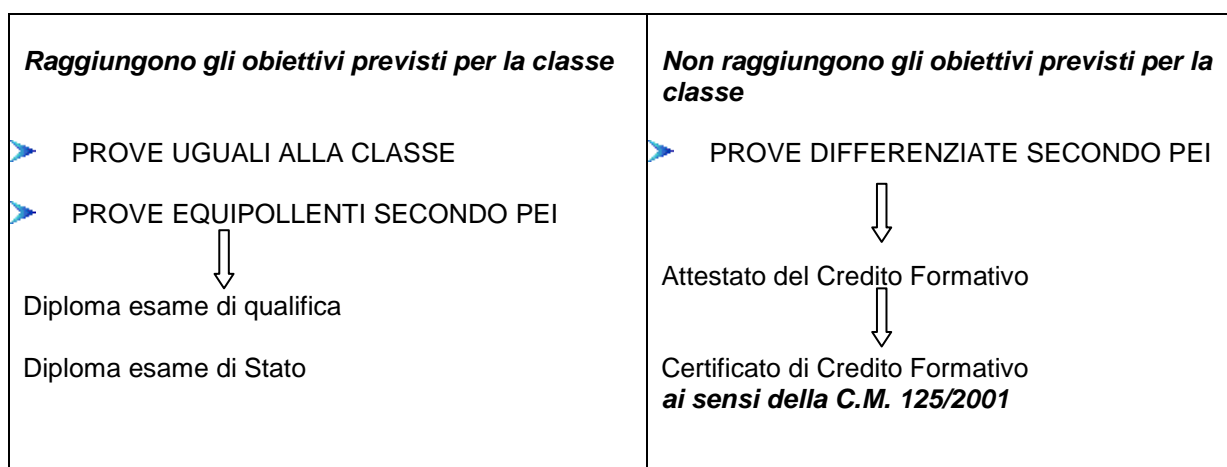 Raggiungono gli obiettivi previsti per la classe
PROVE UGUALI ALLA CLASSE
PROVE EQUIPOLLENTI SECONDO PEI
Diploma esame di qualifica
Diploma esame di Stato
Non raggiungono gli obiettivi previsti per la
classe
PROVE DIFFERENZIATE SECONDO PEI
Attestato del Credito Formativo
Certificato di Credito Formativo
ai sensi della C.M. 125/2001